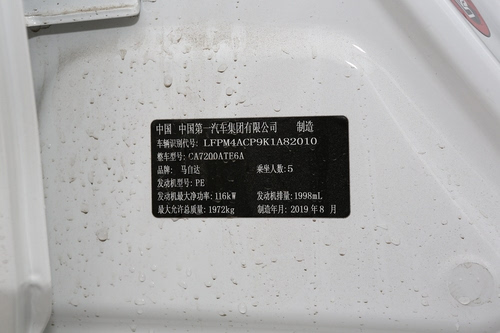 中国 中国第一汽车集团有限公司 制造
车辆识别代号: LFPM4ACP9K1A82010
整车型号: CA7200ATE6A
品牌: 马自达 乘坐人数: 5
发动机型号: PE
发动机最大净功率: 116kW 发动机排量: 1998mL
最大允许总质量: 1972kg 制造年月: 2019 年 8 月